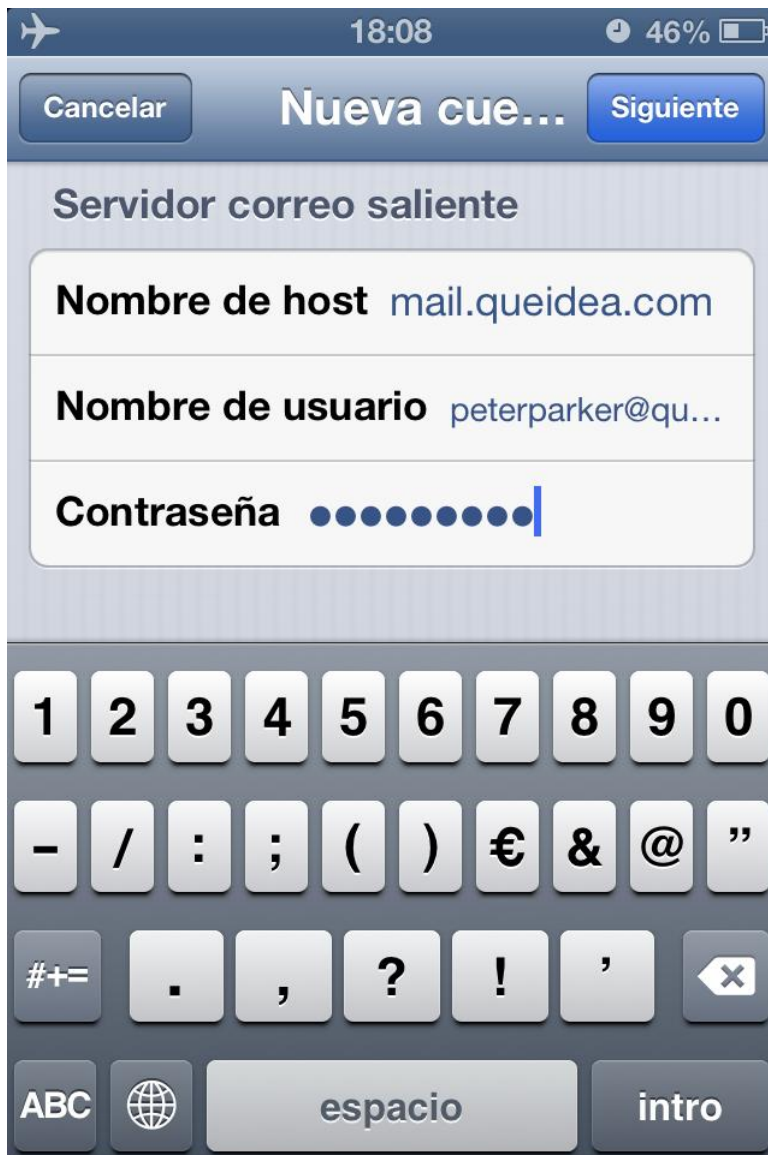 18:08 46%
Cancelar Nueva cue... Siguiente
Servidor correo saliente
Nombre de host mail.queidea.com
Nombre de usuario peterparker@qu...
Contraseña ●●●●●●●●●
1 2 3 4 5 6 7 8 9 0
- / : ; ( ) € & @ ”
#+= . , ? ! ’
ABC espacio intro